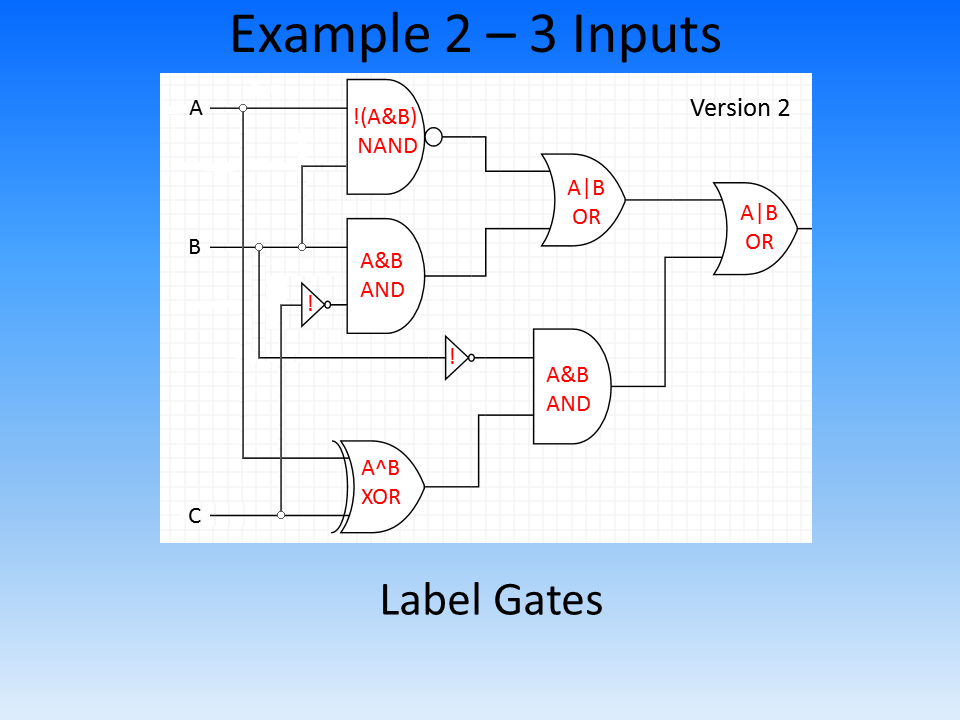 Example 2 – 3 Inputs
Version 2
A
!(A&B)
NAND
A|B
OR
A|B
OR
B
A&B
AND
!
!
A&B
AND
A^B
XOR
C
Label Gates